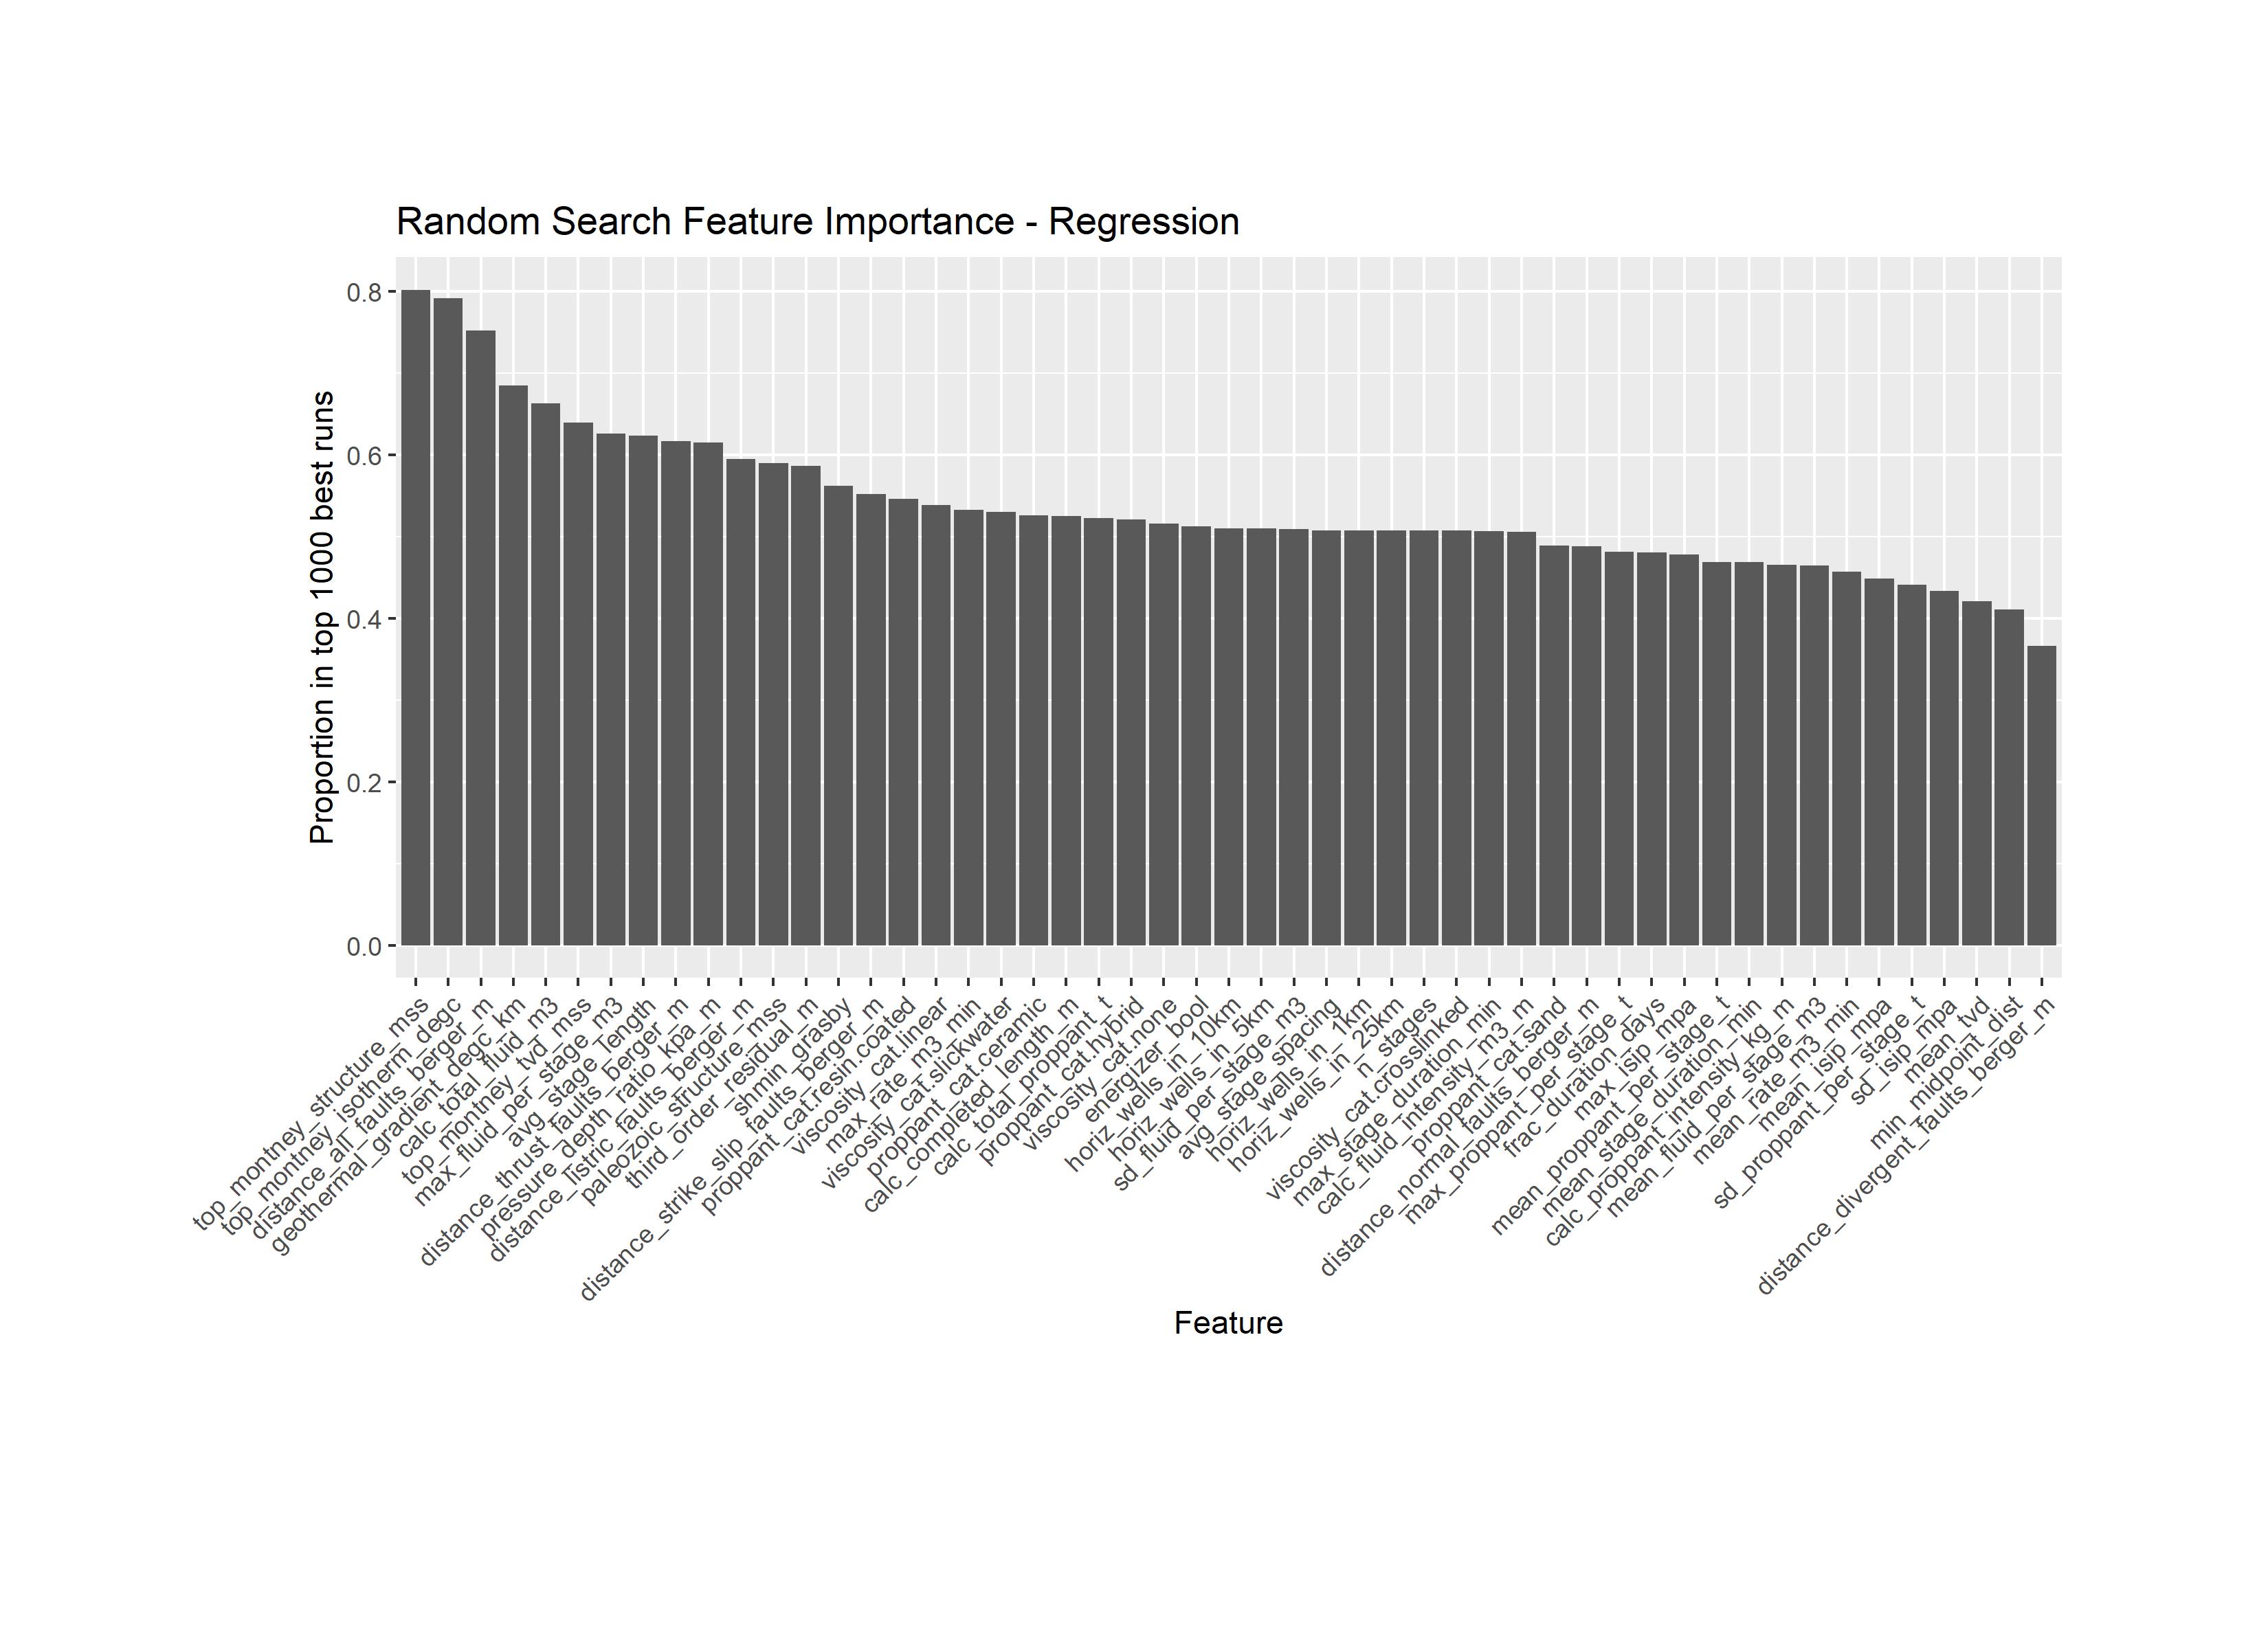 Random Search Feature Importance - Regression
Proportion in top 1000 best runs
0.8
0.6
0.4
0.2
0.0
top_montney_structure_mss
top_montney_isotherm_degc
distance_all_faults_berger_m
geothermal_gradient_degc_km
calc_total_fluid_m3
top_montney_tvd_mss
max_fluid_per_stage_m3
avg_stage_length
distance_thrust_faults_berger_m
pressure_depth_ratio_kpa_m
distance_listric_faults_berger_m
paleozoic_structure_mss
third_order_residual_m
shmin_grasby
distance_strike_slip_faults_berger_m
proppant_cat.resin.coated
viscosity_cat.linear
max_rate_m3_min
viscosity_cat.slickwater
proppant_cat.ceramic
calc_completed_length_m
calc_total_proppant_t
proppant_cat.hybrid
viscosity_cat.none
energizer_bool
horiz_wells_in_10km
horiz_wells_in_5km
sd_fluid_per_stage_m3
avg_stage_spacing
horiz_wells_in_1km
horiz_wells_in_25km
n_stages
viscosity_cat.crosslinked
max_stage_duration_min
calc_fluid_intensity_m3_m
proppant_cat.sand
distance_normal_faults_berger_m
max_proppant_per_stage_t
frac_duration_days
max_isip_mpa
mean_proppant_per_stage_t
mean_stage_duration_min
calc_proppant_intensity_kg_m
mean_fluid_per_stage_m3
mean_rate_m3_min
mean_isip_mpa
sd_proppant_per_stage_t
sd_isip_mpa
mean_tvd
min_midpoint_dist
distance_divergent_faults_berger_m
Feature